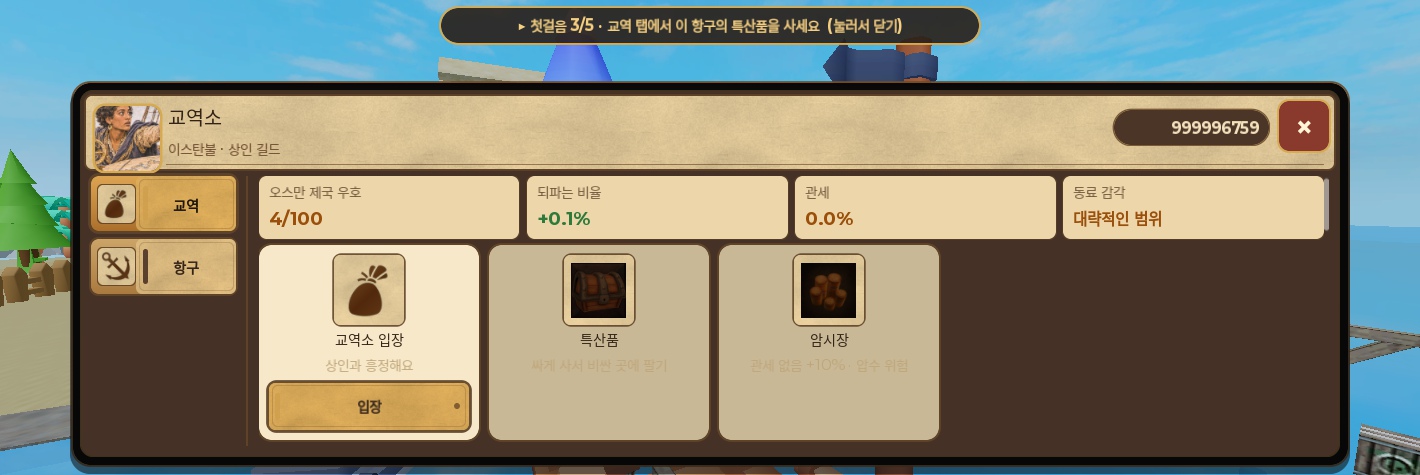 ▸ 첫걸음 3/5 · 교역 탭에서 이 항구의 특산품을 사세요 (눌러서 닫기)
교역소
이스탄불 · 상인 길드
999996759
×
교역
항구
오스만 제국 우호
4/100
되파는 비율
+0.1%
관세
0.0%
동료 감각
대략적인 범위
교역소 입장
상인과 흥정해요
입장
특산품
싸게 사서 비싼 곳에 팔기
암시장
관세 없음 +10% · 압수 위험